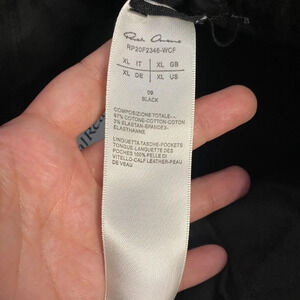 Rick Owens
RP20F2346-WCF
XL IT XL GB
XL DE XL US
09
BLACK
COMPOSIZIONE TOTALE-.-
97% COTONE-COTTON-COTON
3% ELASTAN-SPANDEX-
ELASTHANNE
LINGUETTA TASCHE-POCKETS
TONGUE LANGUETTE DES
POCHES 100% PELLE DI
VITELLO-CALF LEATHER-PEAU
DE VEAU